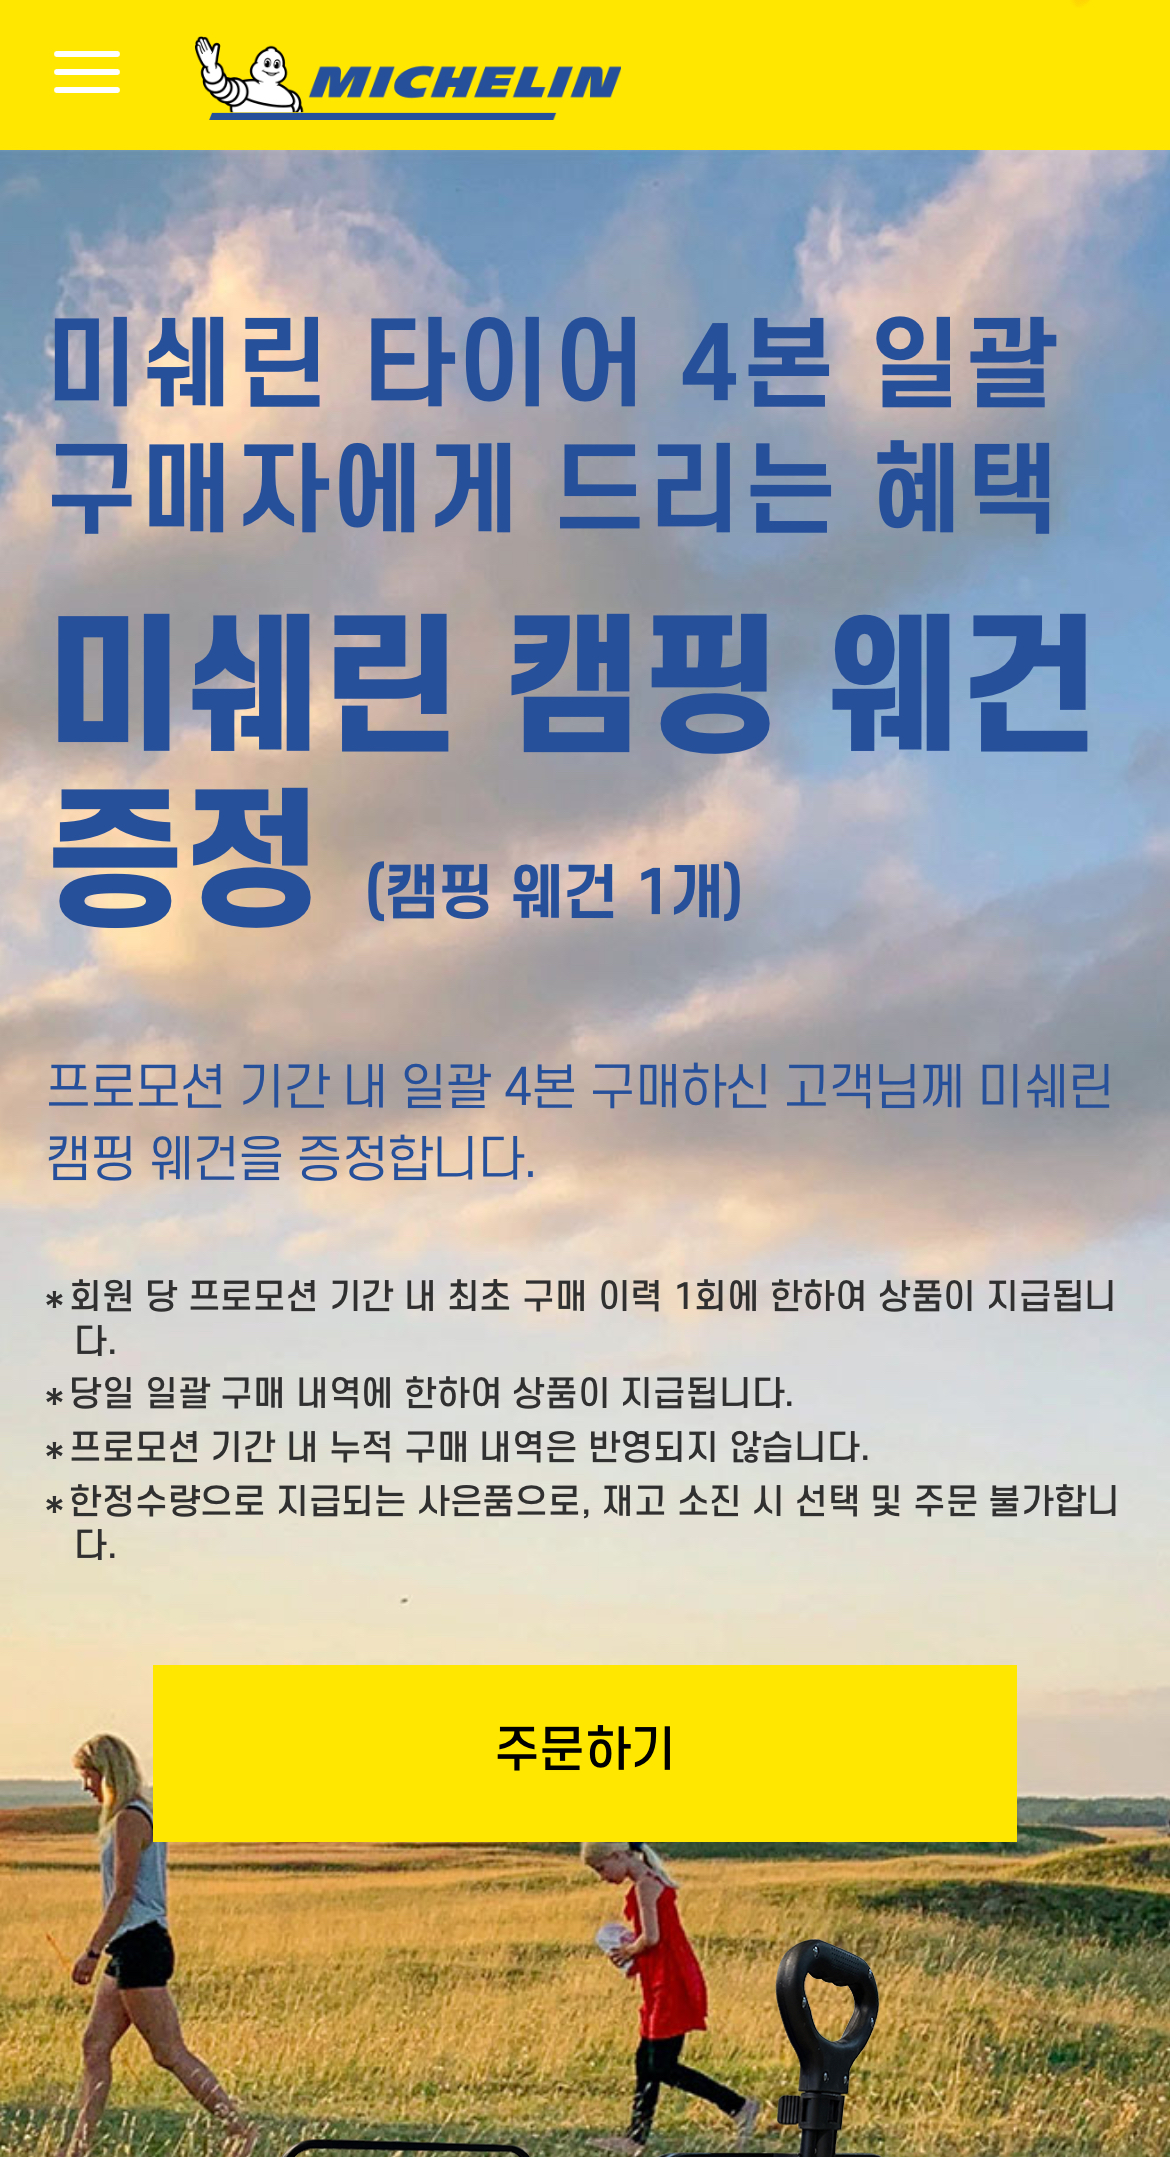 MICHELIN
미쉐린 타이어 4본 일괄
구매자에게 드리는 혜택
미쉐린 캠핑 웨건
증정 (캠핑 웨건 1개)
프로모션 기간 내 일괄 4본 구매하신 고객님께 미쉐린
캠핑 웨건을 증정합니다.
*회원 당 프로모션 기간 내 최초 구매 이력 1회에 한하여 상품이 지급됩니
다.
*당일 일괄 구매 내역에 한하여 상품이 지급됩니다.
*프로모션 기간 내 누적 구매 내역은 반영되지 않습니다.
*한정수량으로 지급되는 사은품으로, 재고 소진 시 선택 및 주문 불가합니
다.
주문하기